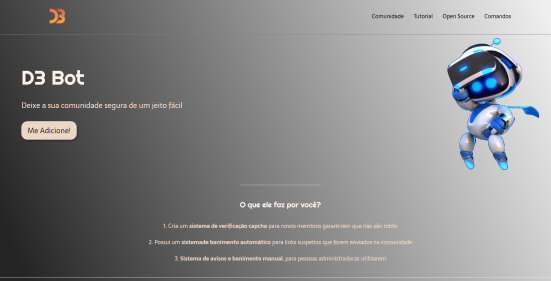 D3
Comunidade Tutorial Open Source Comandos
D3 Bot
Deixe a sua comunidade segura de um jeito fácil
Me Adicione!
O que ele faz por você?
1. Cria um sistema de verificação capcha para novos membros garantirem que não são robôs
2. Possui um sistemade banimento automático para links suspeitos que forem enviados na comunidade
3. Sistema de avisos e banimento manual, para pessoas administradoras utilizarem